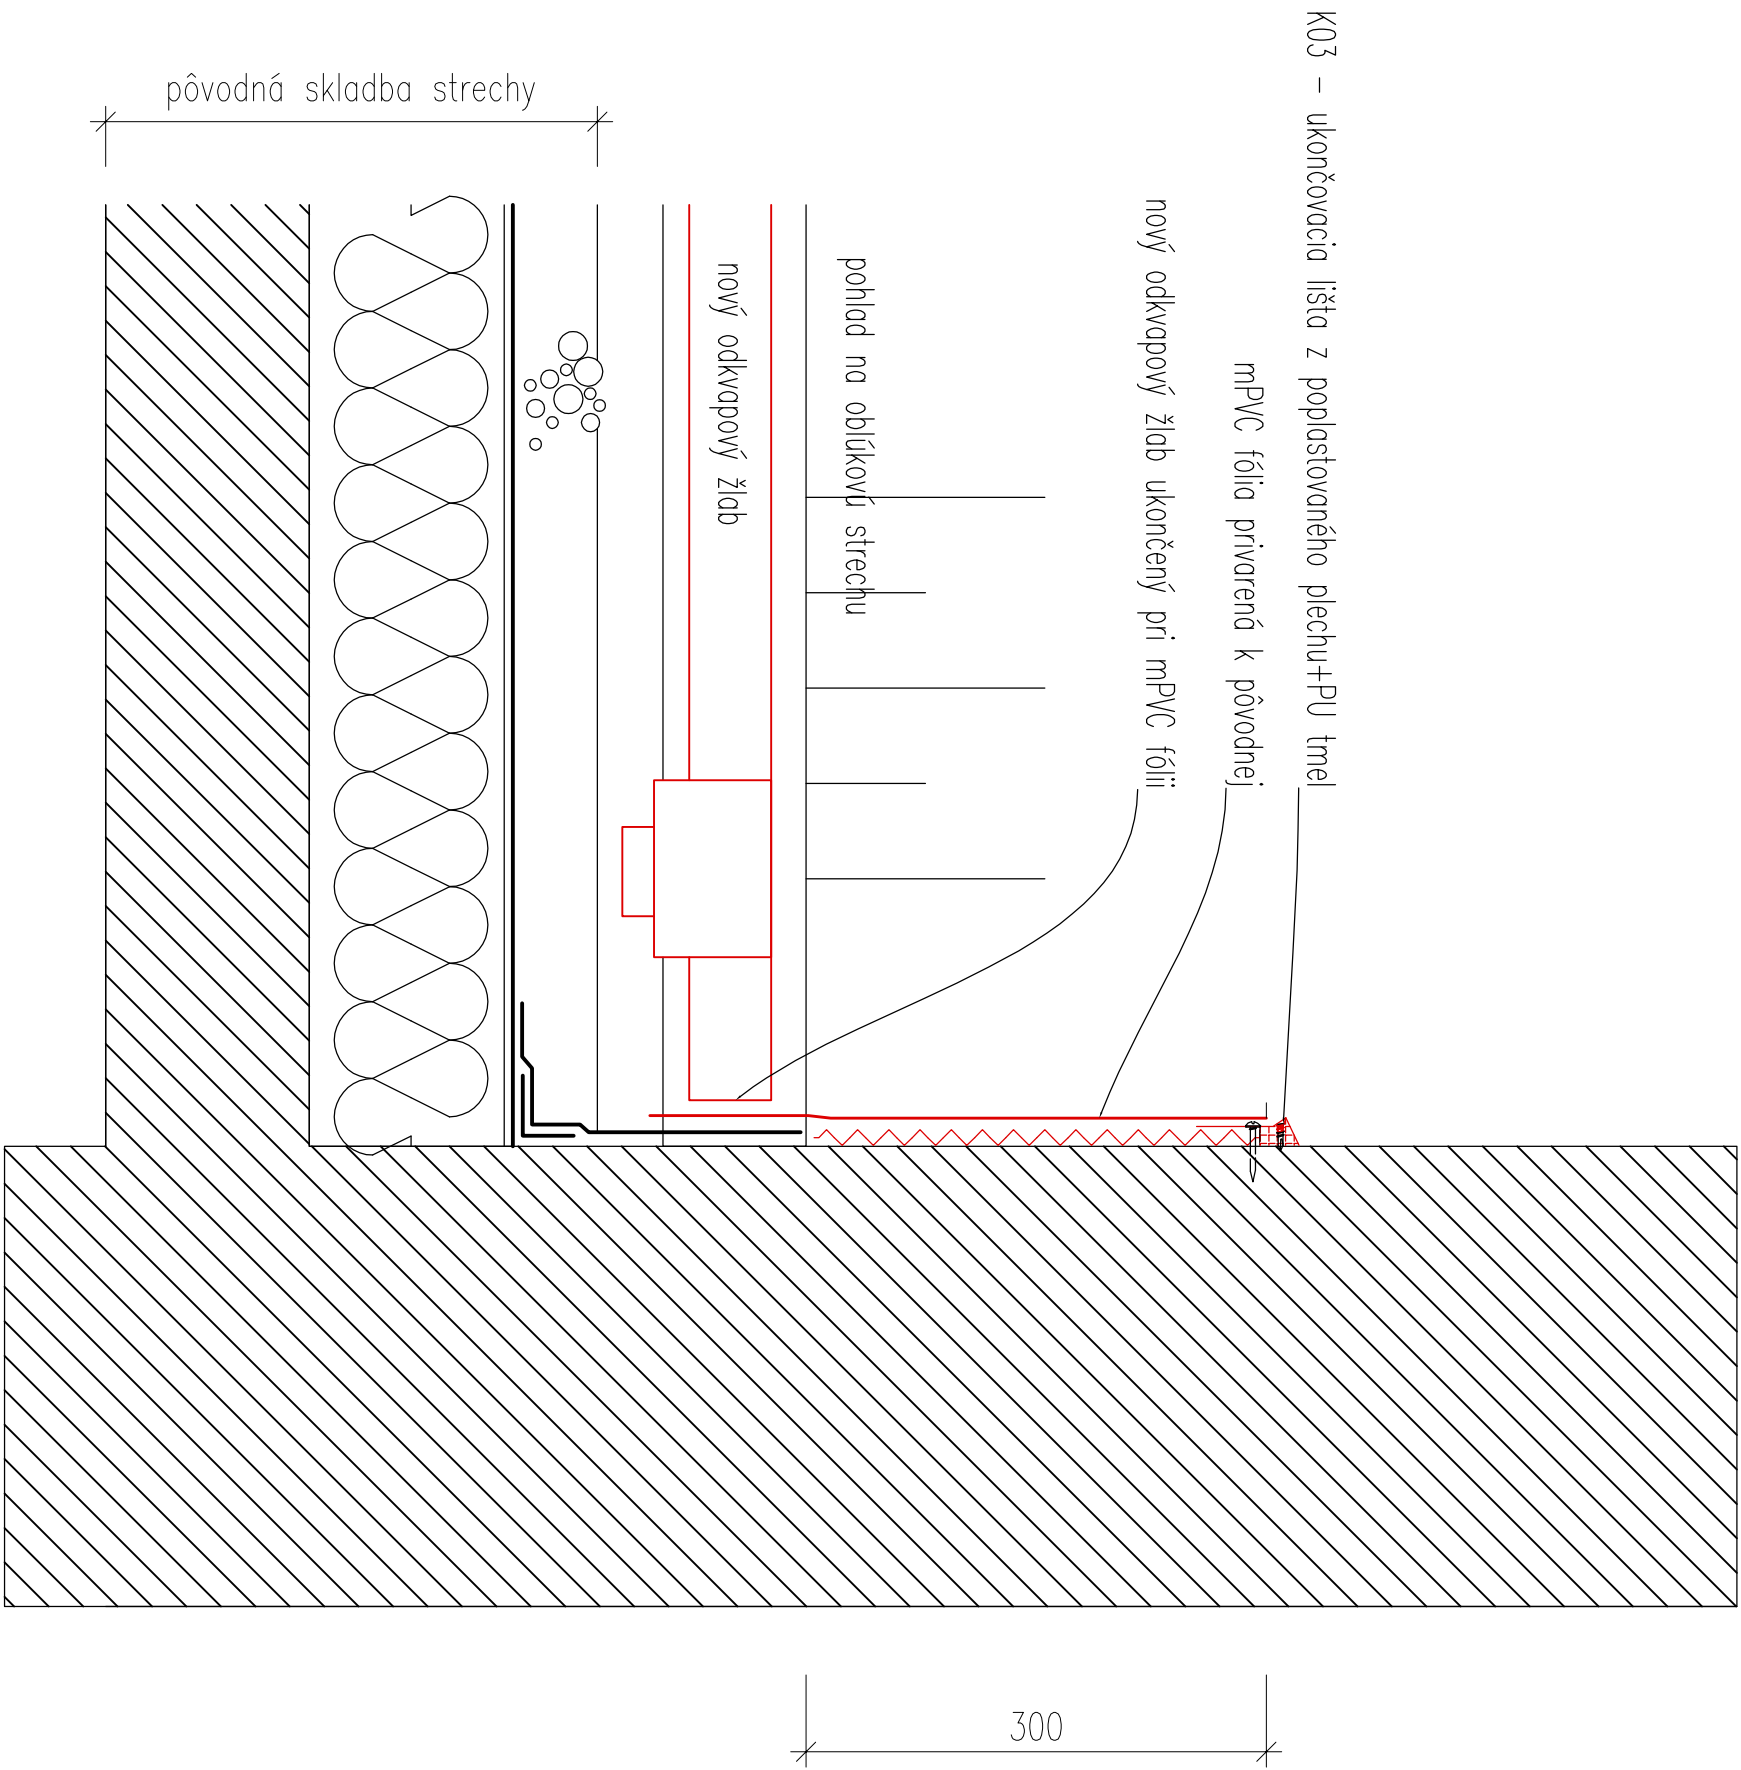 K03 - ukončovacia lišta z poplastovaného plechu+PU tmel
mPVC fólia privarená k pôvodnej
nový odkvapový žlab ukončený pri mPVC fólii
pohlad na oblúkovú strechu
nový odkvapový žlab
pôvodná skladba strechy
300